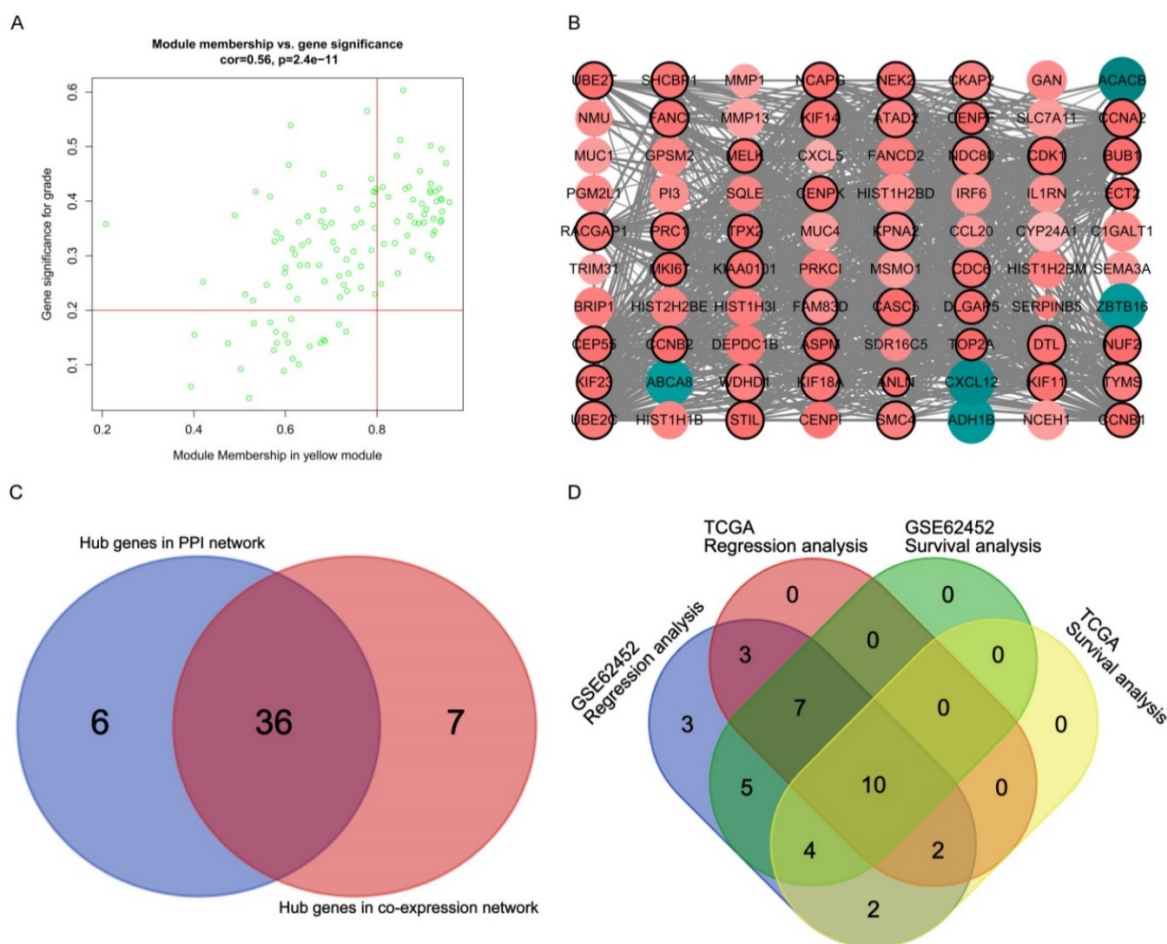 A
Module membership vs. gene significance
cor=0.56, p=2.4e−11
Gene significance for grade
0.6
0.5
0.4
0.3
0.2
0.1
0.2 0.4 0.6 0.8
Module Membership in yellow module
B
UBE2T SHCBP1 MMP1 NCAPG NEK2 CKAP2 GAN ACACB
NMU FANCI MMP13 KIF14 ATAD2 CENPF SLC7A11 CCNA2
MUC1 GPSM2 MELK CXCL5 FANCD2 NDC80 CDK1 BUB1
PGM2L1 PI3 SQLE CENPK HIST1H2BD IRF6 IL1RN ECT2
RACGAP1 PRC1 TPX2 MUC4 KPNA2 CCL20 CYP24A1 C1GALT1
TRIM31 MKI67 KIAA0101 PRKCI MSMO1 CDC6 HIST1H2BM SEMA3A
BRIP1 HIST2H2BE HIST1H3I FAM83D CASC5 DLGAP5 SERPINB5 ZBTB16
CEP55 CCNB2 DEPDC1B ASPM SDR16C5 TOP2A DTL NUF2
KIF23 ABCA8 WDHD1 KIF18A ANLN CXCL12 KIF11 TYMS
UBE2C HIST1H1B STIL CENPI SMC4 ADH1B NCEH1 CCNB1
C
Hub genes in PPI network
6 36 7
Hub genes in co-expression network
D
TCGA
Regression analysis
GSE62452
Survival analysis
GSE62452
Regression analysis
TCGA
Survival analysis
0 0
3 0 0
3 7 0 0
5 10 0
4 2
2